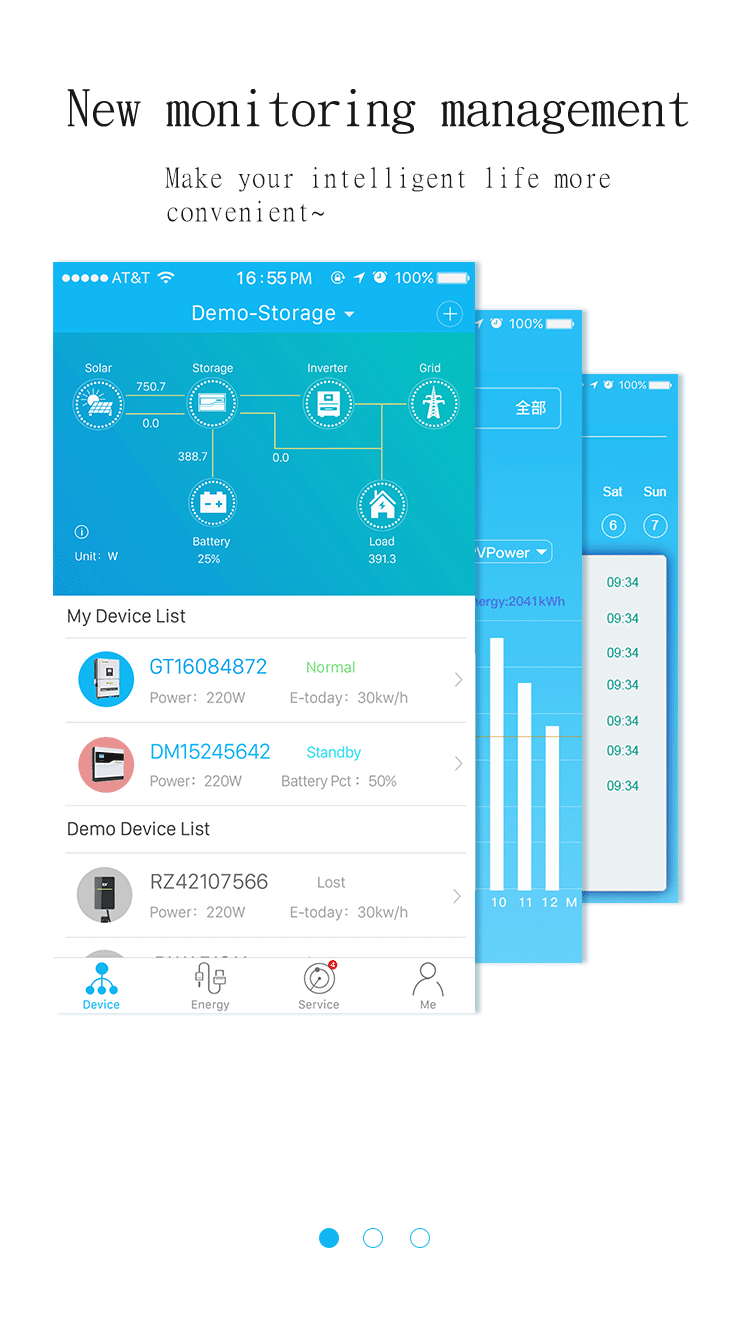 New monitoring management
Make your intelligent life more
convenient~
AT&T 16:55 PM 100%
Demo-Storage
100%
100%
Solar Storage Inverter Grid
750.7
0.0
全部
388.7 0.0
Sat Sun
6 7
Battery Load
25% 391.3
Unit: W
PVPower
09:34
ergy:2041kWh
My Device List
09:34
GT16084872 Normal
Power: 220W E-today: 30kw/h
09:34
09:34
09:34
DM15245642 Standby
Power: 220W Battery Pct: 50%
09:34
09:34
Demo Device List
RZ42107566 Lost
Power: 220W E-today: 30kw/h
10 11 12 M
4
Device Energy Service Me